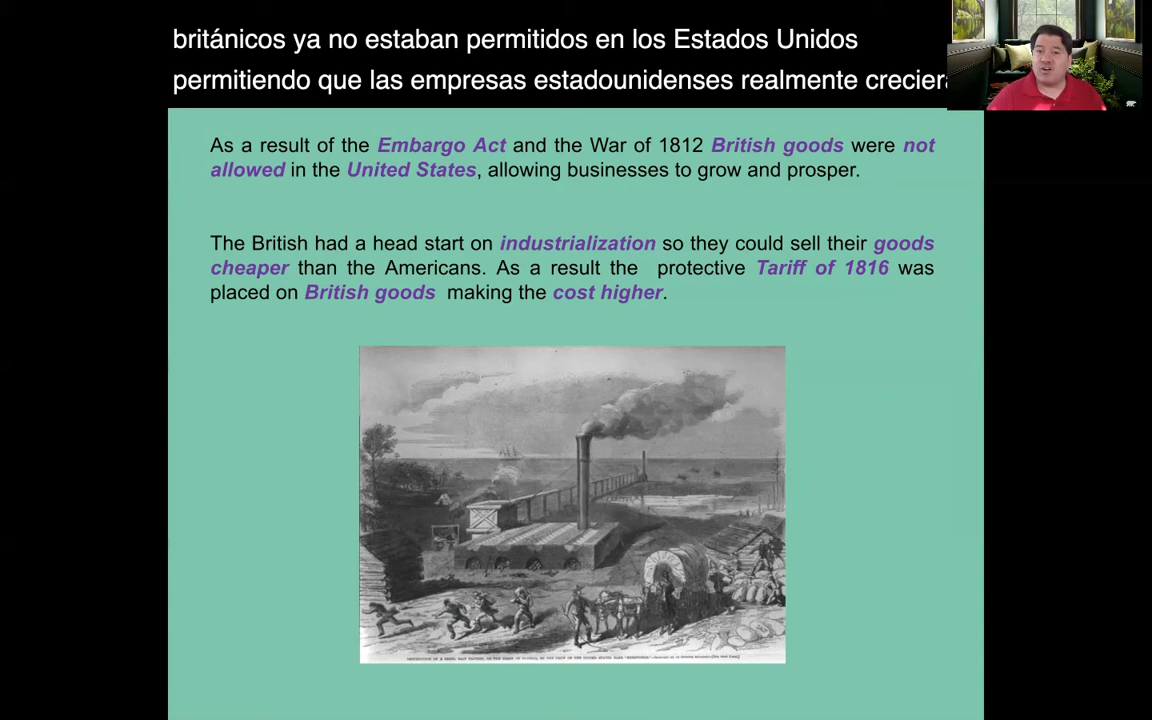 británicos ya no estaban permitidos en los Estados Unidos
permitiendo que las empresas estadounidenses realmente crecier
As a result of the Embargo Act and the War of 1812 British goods were not
allowed in the United States, allowing businesses to grow and prosper.
The British had a head start on industrialization so they could sell their goods
cheaper than the Americans. As a result the protective Tariff of 1816 was
placed on British goods making the cost higher.